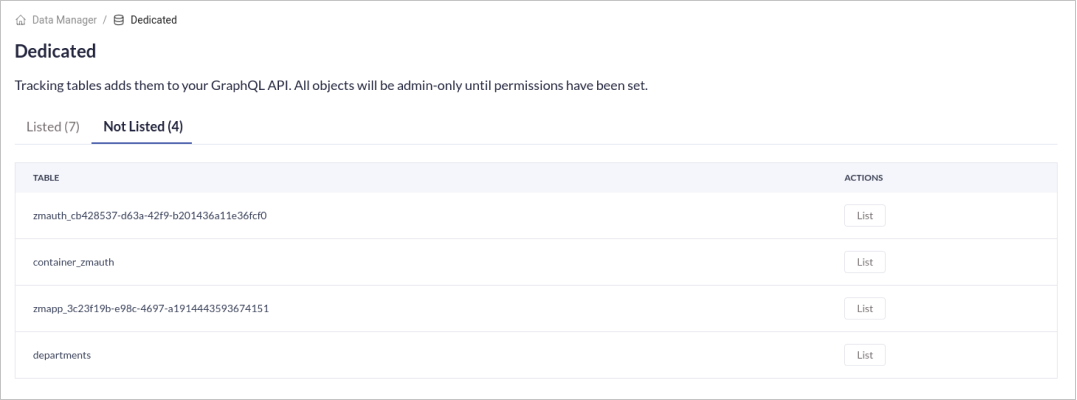 Data Manager / Dedicated
Dedicated
Tracking tables adds them to your GraphQL API. All objects will be admin-only until permissions have been set.
Listed (7) Not Listed (4)
TABLE ACTIONS
zmauth_cb428537-d63a-42f9-b201436a11e36fcf0 List
container_zmauth List
zmapp_3c23f19b-e98c-4697-a1914443593674151 List
departments List